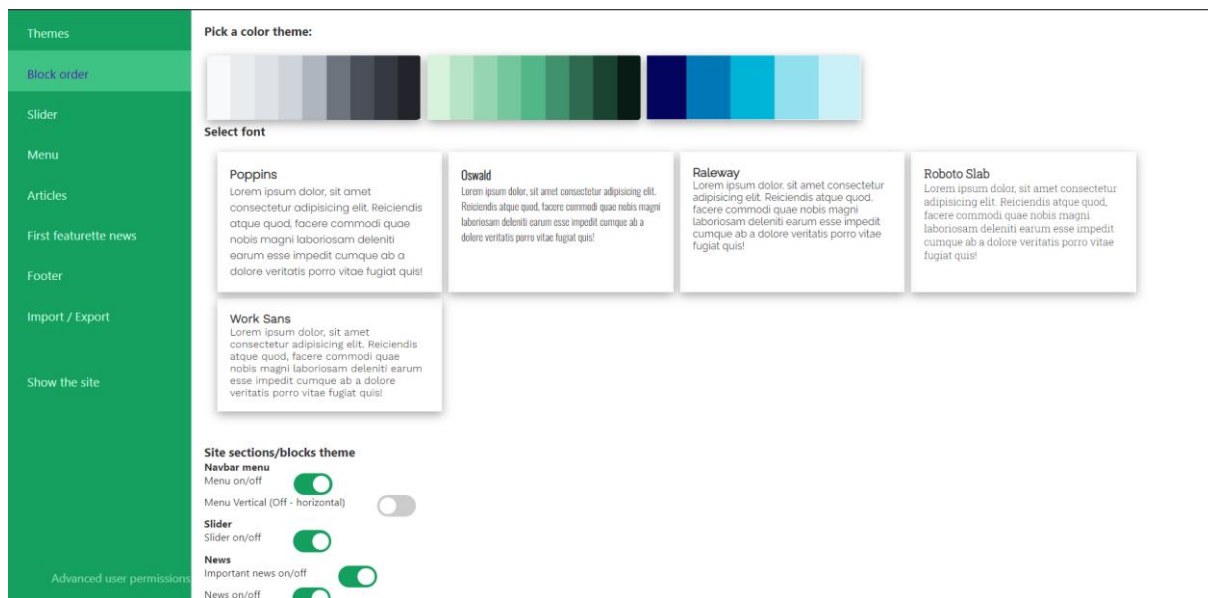 Themes
Block order
Slider
Menu
Articles
First featurette news
Footer
Import / Export
Show the site
Advanced user permissions
Pick a color theme:
Select font
Poppins
Lorem ipsum dolor, sit amet
consectetur adipisicing elit. Reiciendis
atque quod, facere commodi quae
nobis magni laboriosam deleniti
earum esse impedit cumque ab a
dolore veritatis porro vitae fugiat quis!
Oswald
Lorem ipsum dolor, sit amet consectetur adipisicing elit.
Reiciendis atque quod, facere commodi quae nobis magni
laboriosam deleniti earum esse impedit cumque ab a
dolore veritatis porro vitae fugiat quis!
Raleway
Lorem ipsum dolor, sit amet consectetur
adipisicing elit. Reiciendis atque quod,
facere commodi quae nobis magni
laboriosam deleniti earum esse impedit
cumque ab a dolore veritatis porro vitae
fugiat quis!
Roboto Slab
Lorem ipsum dolor, sit amet consectetur
adipisicing elit. Reiciendis atque quod,
facere commodi quae nobis magni
laboriosam deleniti earum esse impedit
cumque ab a dolore veritatis porro vitae
fugiat quis!
Work Sans
Lorem ipsum dolor, sit amet
consectetur adipisicing elit. Reiciendis
atque quod, facere commodi quae
nobis magni laboriosam deleniti earum
esse impedit cumque ab a dolore
veritatis porro vitae fugiat quis!
Site sections/blocks theme
Navbar menu
Menu on/off
Menu Vertical (Off - horizontal)
Slider
Slider on/off
News
Important news on/off
News on/off